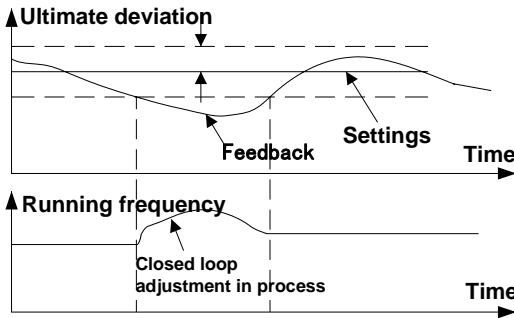 Ultimate deviation
Settings
Feedback
Time
Running frequency
Closed loop
adjustment in process
Time